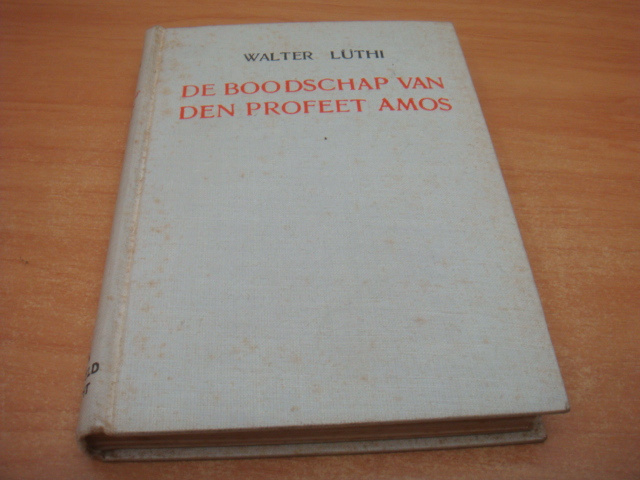 WALTER LÜTHI
DE BOODSCHAP VAN
DEN PROFEET AMOS